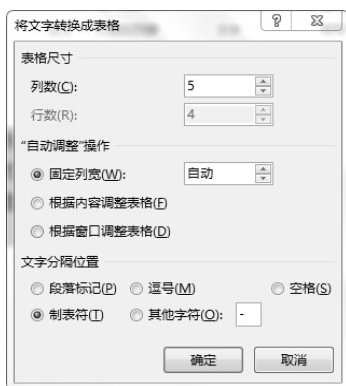 将文字转换成表格
表格尺寸
列数(C): 5
行数(R): 4
“自动调整”操作
固定列宽(W): 自动
根据内容调整表格(F)
根据窗口调整表格(D)
文字分隔位置
段落标记(P) 逗号(M) 空格(S)
制表符(T) 其他字符(O): -
确定 取消